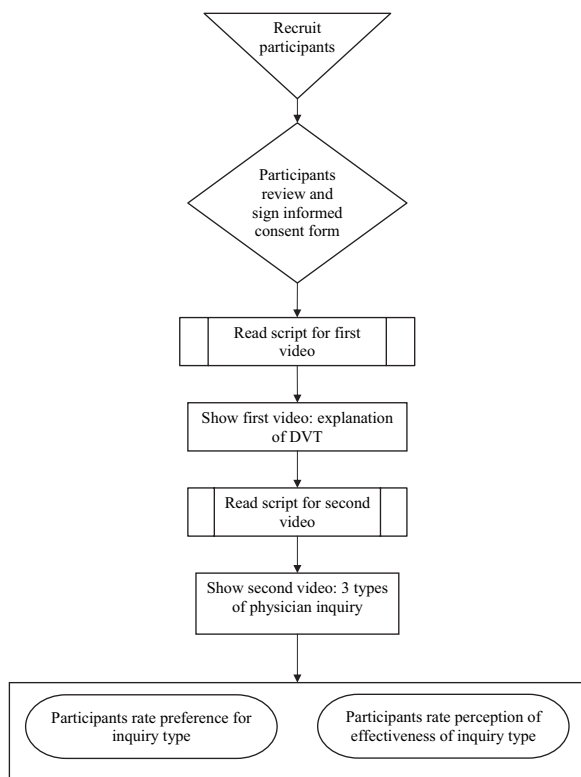 Recruit
participants
Participants
review and
sign informed
consent form
Read script for first
video
Show first video: explanation
of DVT
Read script for second
video
Show second video: 3 types
of physician inquiry
Participants rate preference for
inquiry type
Participants rate perception of
effectiveness of inquiry type